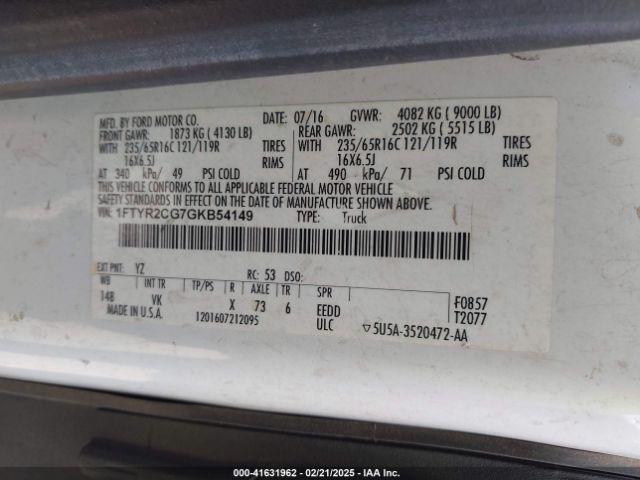 MFD. BY FORD MOTOR CO. DATE: 07/16 GVWR: 4082 KG ( 9000 LB)
FRONT GAWR: 1873 KG ( 4130 LB) REAR GAWR: 2502 KG ( 5515 LB)
WITH 235/65R16C 121/119R TIRES WITH 235/65R16C 121/119R TIRES
16X6.5J RIMS 16X6.5J RIMS
AT 340 kPa/ 49 PSI COLD AT 490 kPa/ 71 PSI COLD
THIS VEHICLE CONFORMS TO ALL APPLICABLE FEDERAL MOTOR VEHICLE
SAFETY STANDARDS IN EFFECT ON THE DATE OF MANUFACTURE SHOWN ABOVE.
VIN: 1FTYR2CG7GKB54149 TYPE: Truck
EXT PNT: YZ RC: 53 DSO:
WB INT TR TP/PS R AXLE TR SPR F0857
148 VK X 73 6 EEDD T2077
MADE IN U.S.A. 1201607212095 ULC ▽5U5A-3520472-AA
000-41631962 - 02/21/2025 - IAA Inc.